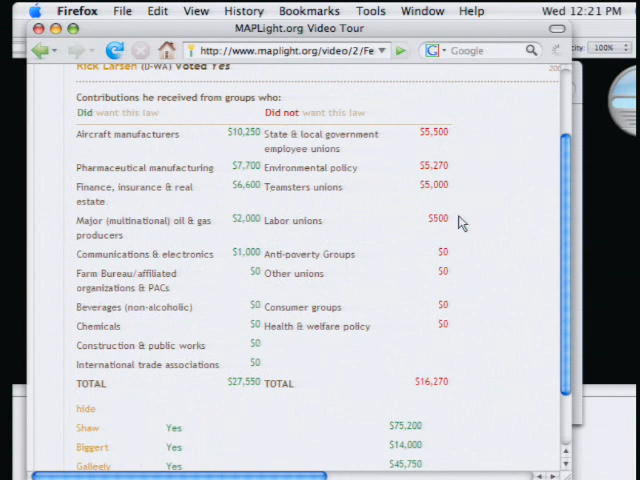 Firefox File Edit View History Bookmarks Tools Window Help Wed 12:21 PM
MAPLight.org Video Tour
http://www.maplight.org/video/2/Fe Google 100%
Rick Larsen (D-WA) Voted Yes
Contributions he received from groups who:
Did want this law Did not want this law
Aircraft manufacturers $10,250 State & local government employee unions $5,500
Pharmaceutical manufacturing $7,700 Environmental policy $5,270
Finance, insurance & real estate. $6,600 Teamsters unions $5,000
Major (multinational) oil & gas producers $2,000 Labor unions $500
Communications & electronics $1,000 Anti-poverty Groups $0
Farm Bureau/affiliated organizations & PACs $0 Other unions $0
Beverages (non-alcoholic) $0 Consumer groups $0
Chemicals $0 Health & welfare policy $0
Construction & public works $0
International trade associations $0
TOTAL $27,550 TOTAL $16,270
hide
Shaw Yes $75,200
Biggert Yes $14,000
Gallegly Yes $45,750